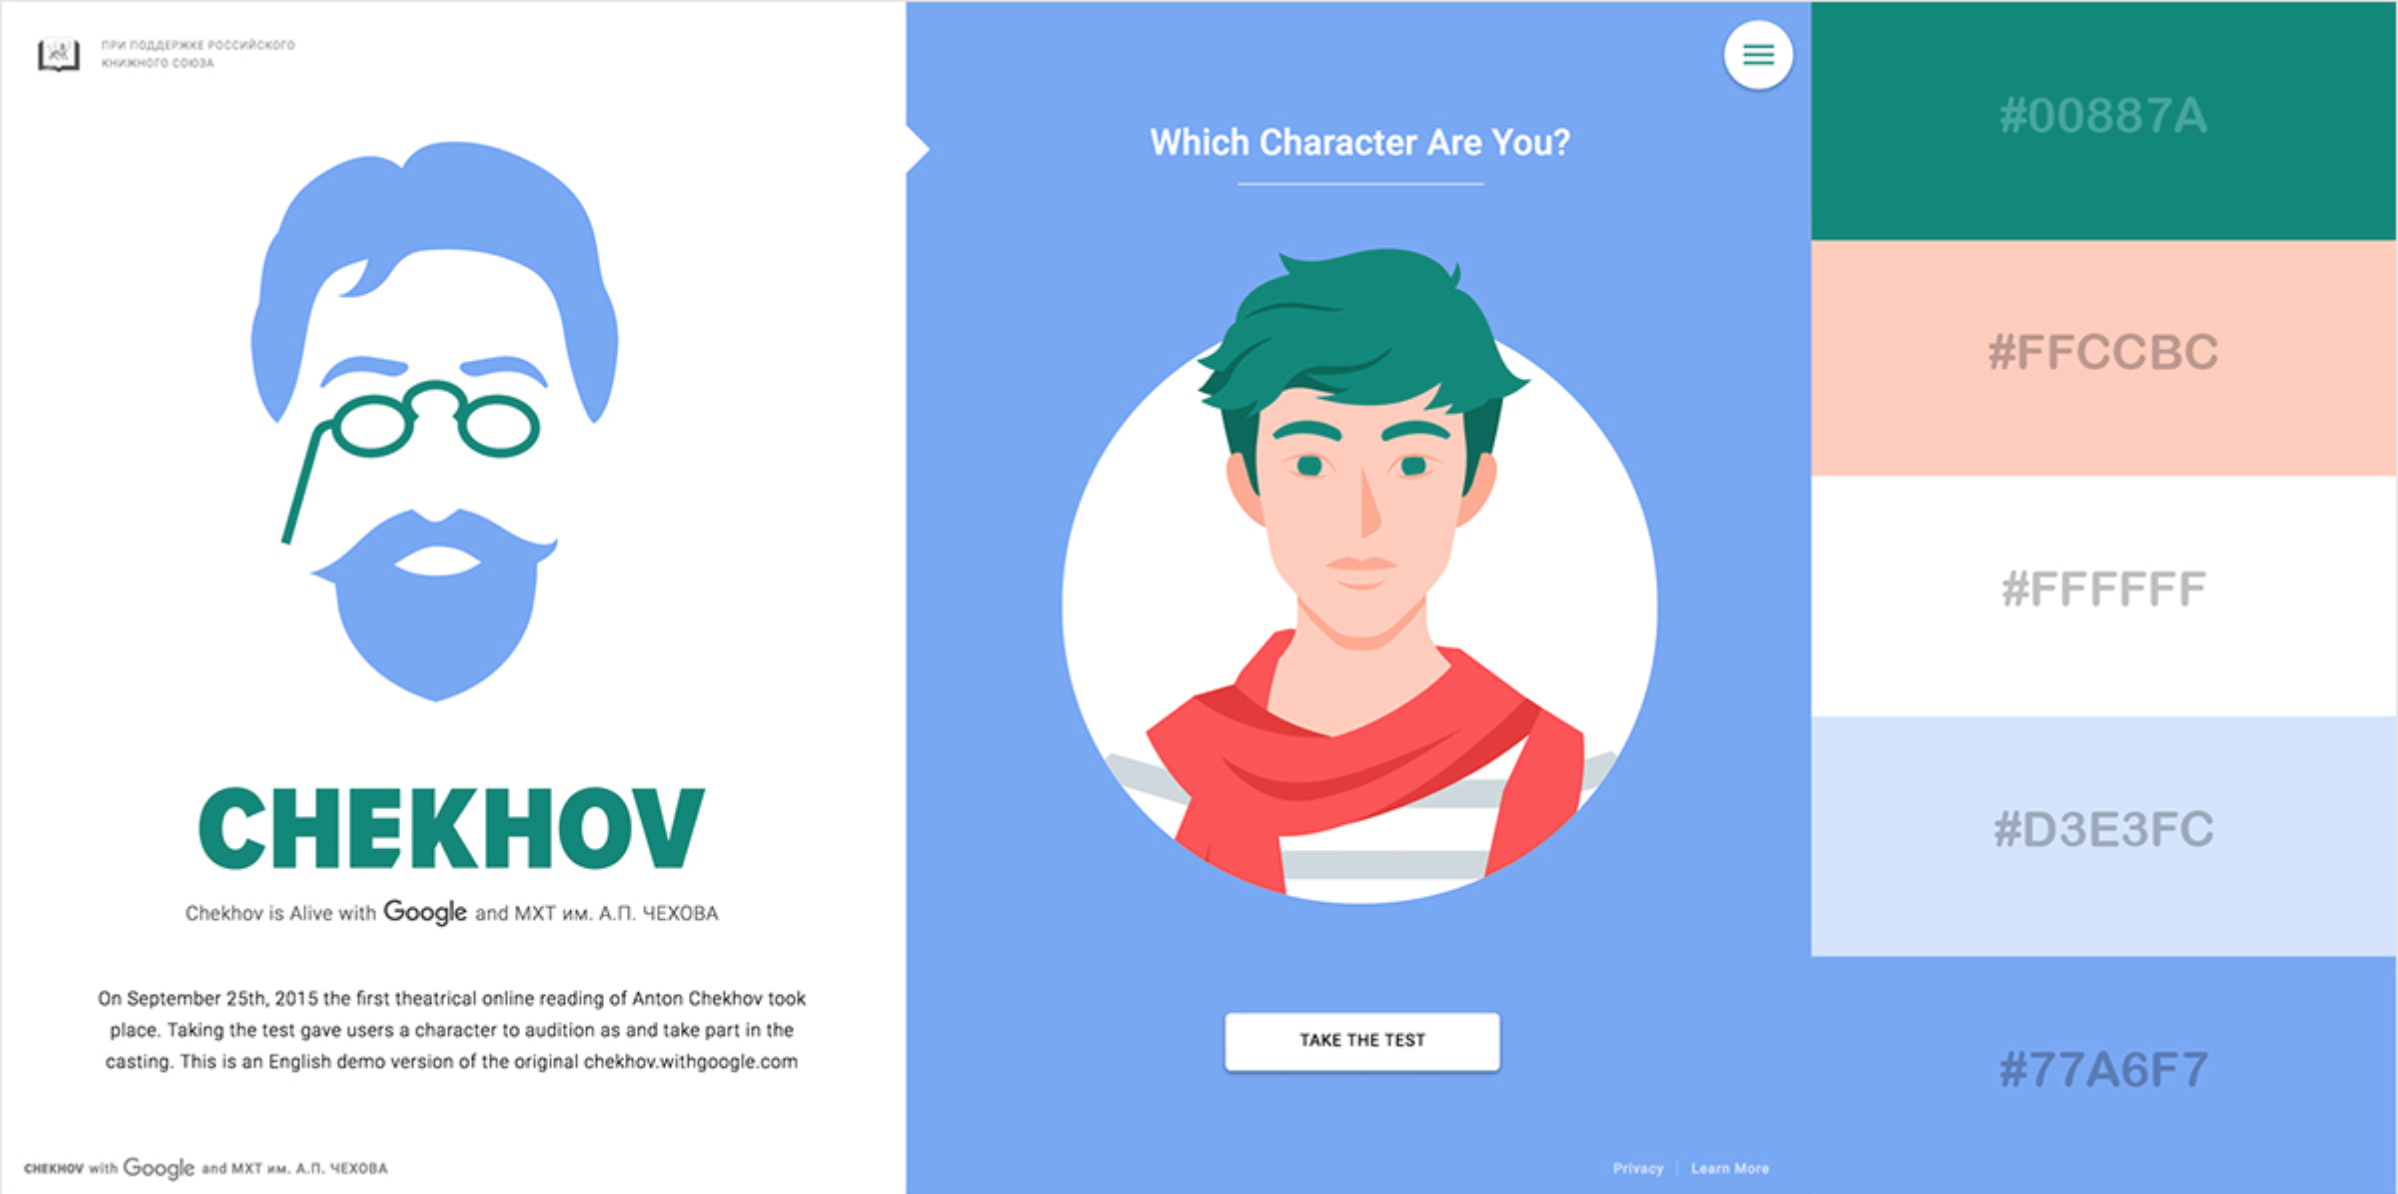 ПРИ ПОДДЕРЖКЕ РОССИЙСКОГО
КНИЖНОГО СОЮЗА
CHEKHOV
Chekhov is Alive with Google and МХТ им. А.П. ЧЕХОВА
On September 25th, 2015 the first theatrical online reading of Anton Chekhov took
place. Taking the test gave users a character to audition as and take part in the
casting. This is an English demo version of the original chekhov.withgoogle.com
CHEKHOV with Google and МХТ им. А.П. ЧЕХОВА
Which Character Are You?
TAKE THE TEST
Privacy | Learn More
#00887A
#FFCCBC
#FFFFFF
#D3E3FC
#77A6F7